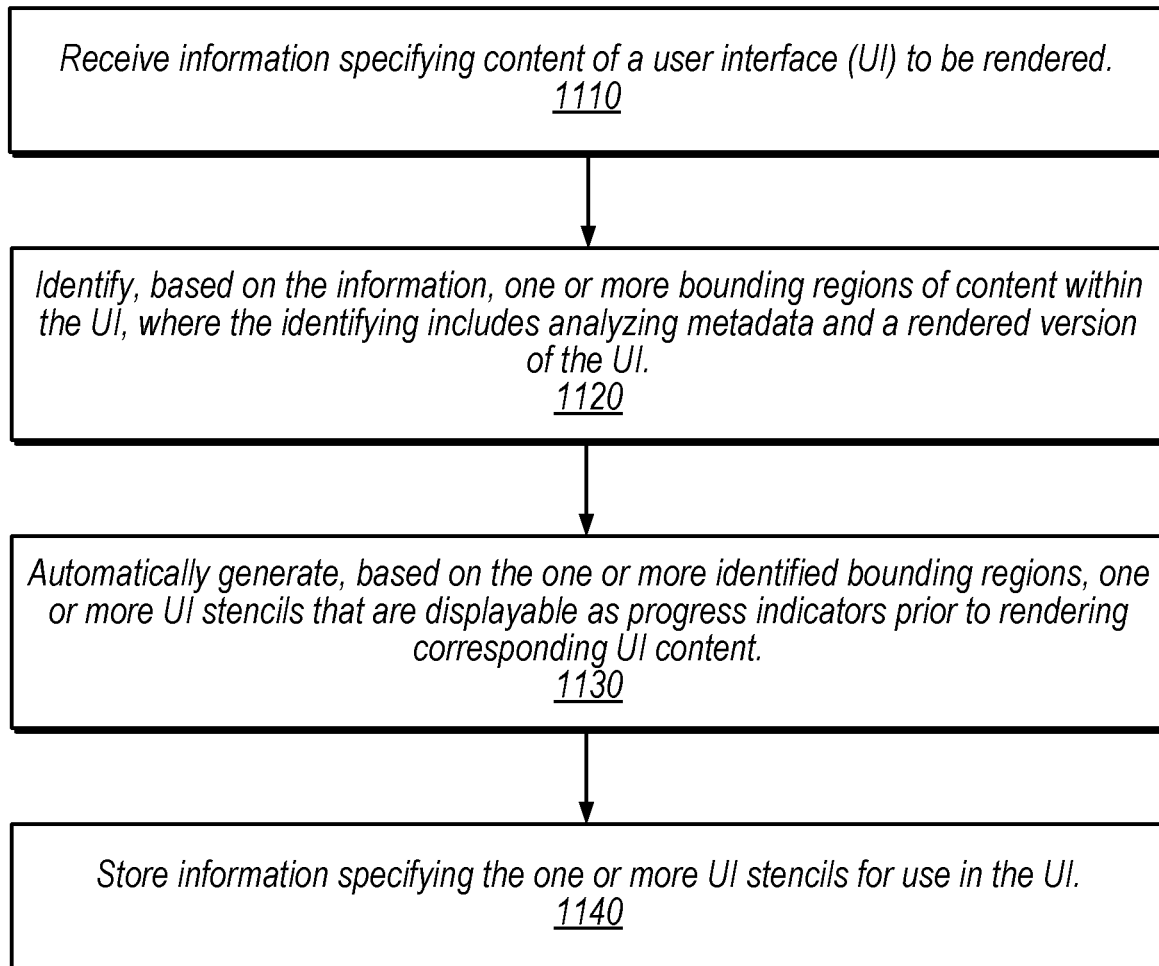 Receive information specifying content of a user interface (UI) to be rendered.
1110
Identify, based on the information, one or more bounding regions of content within
the UI, where the identifying includes analyzing metadata and a rendered version
of the UI.
1120
Automatically generate, based on the one or more identified bounding regions, one
or more UI stencils that are displayable as progress indicators prior to rendering
corresponding UI content.
1130
Store information specifying the one or more UI stencils for use in the UI.
1140